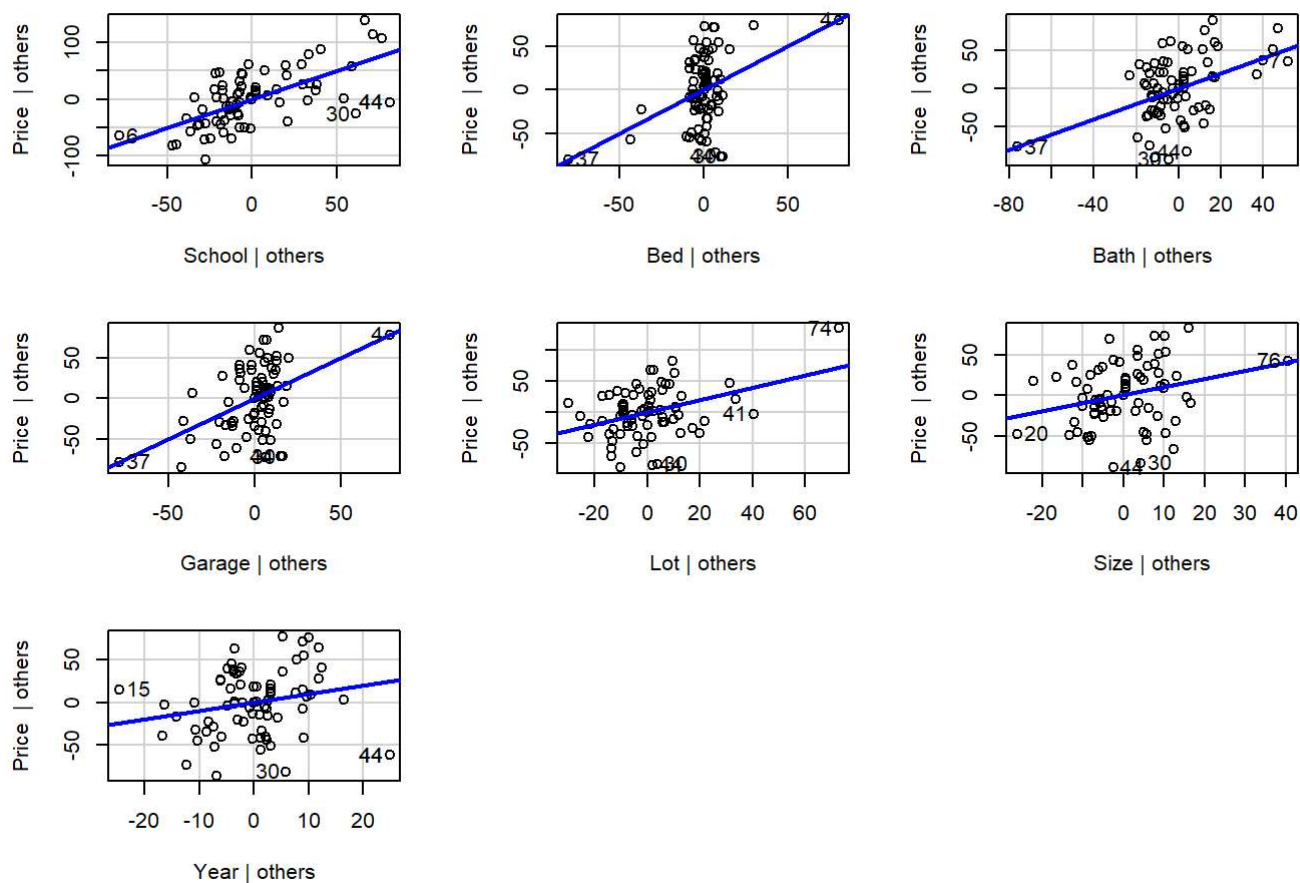 Price | others
-100 0 50 100
-50 0 50
School | others
6
30
44
Price | others
-50 0 50
-50 0 50
Bed | others
37
4
Price | others
-50 0 50
-80 -40 0 20 40
Bath | others
37
44
7
Price | others
-50 0 50
-50 0 50
Garage | others
37
4
Price | others
-50 0 50
-20 0 20 40 60
Lot | others
74
41
30
Price | others
-50 0 50
-20 0 10 20 30 40
Size | others
20
44
30
76
Price | others
-50 0 50
-20 -10 0 10 20
Year | others
15
30
44